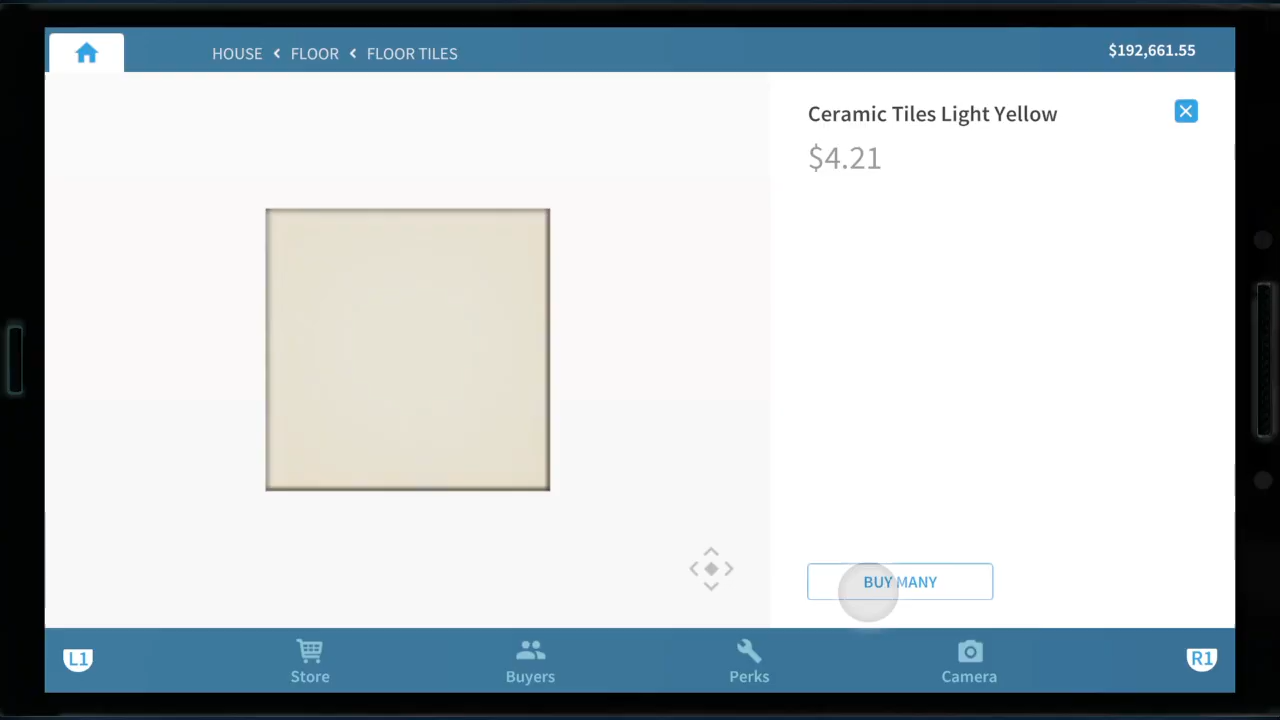 HOUSE < FLOOR < FLOOR TILES
$192,661.55
Ceramic Tiles Light Yellow
$4.21
BUY MANY
L1
Store
Buyers
Perks
Camera
R1